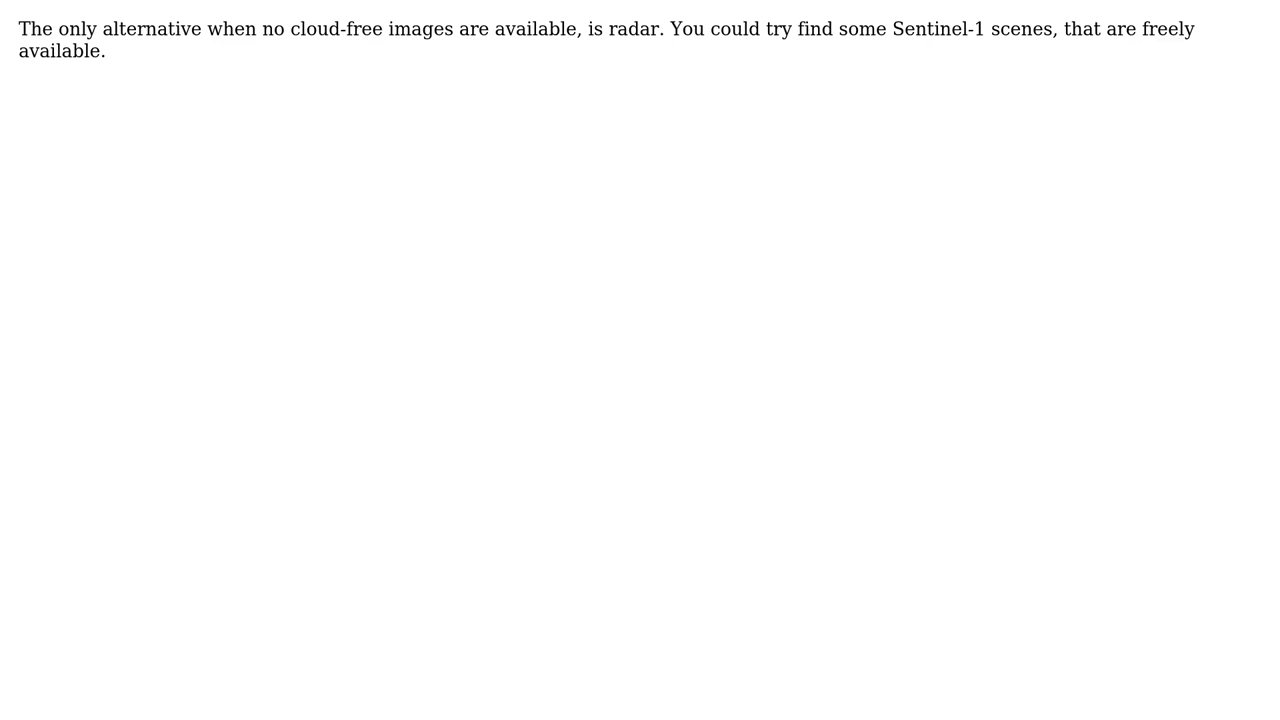 The only alternative when no cloud-free images are available, is radar. You could try find some Sentinel-1 scenes, that are freely
available.